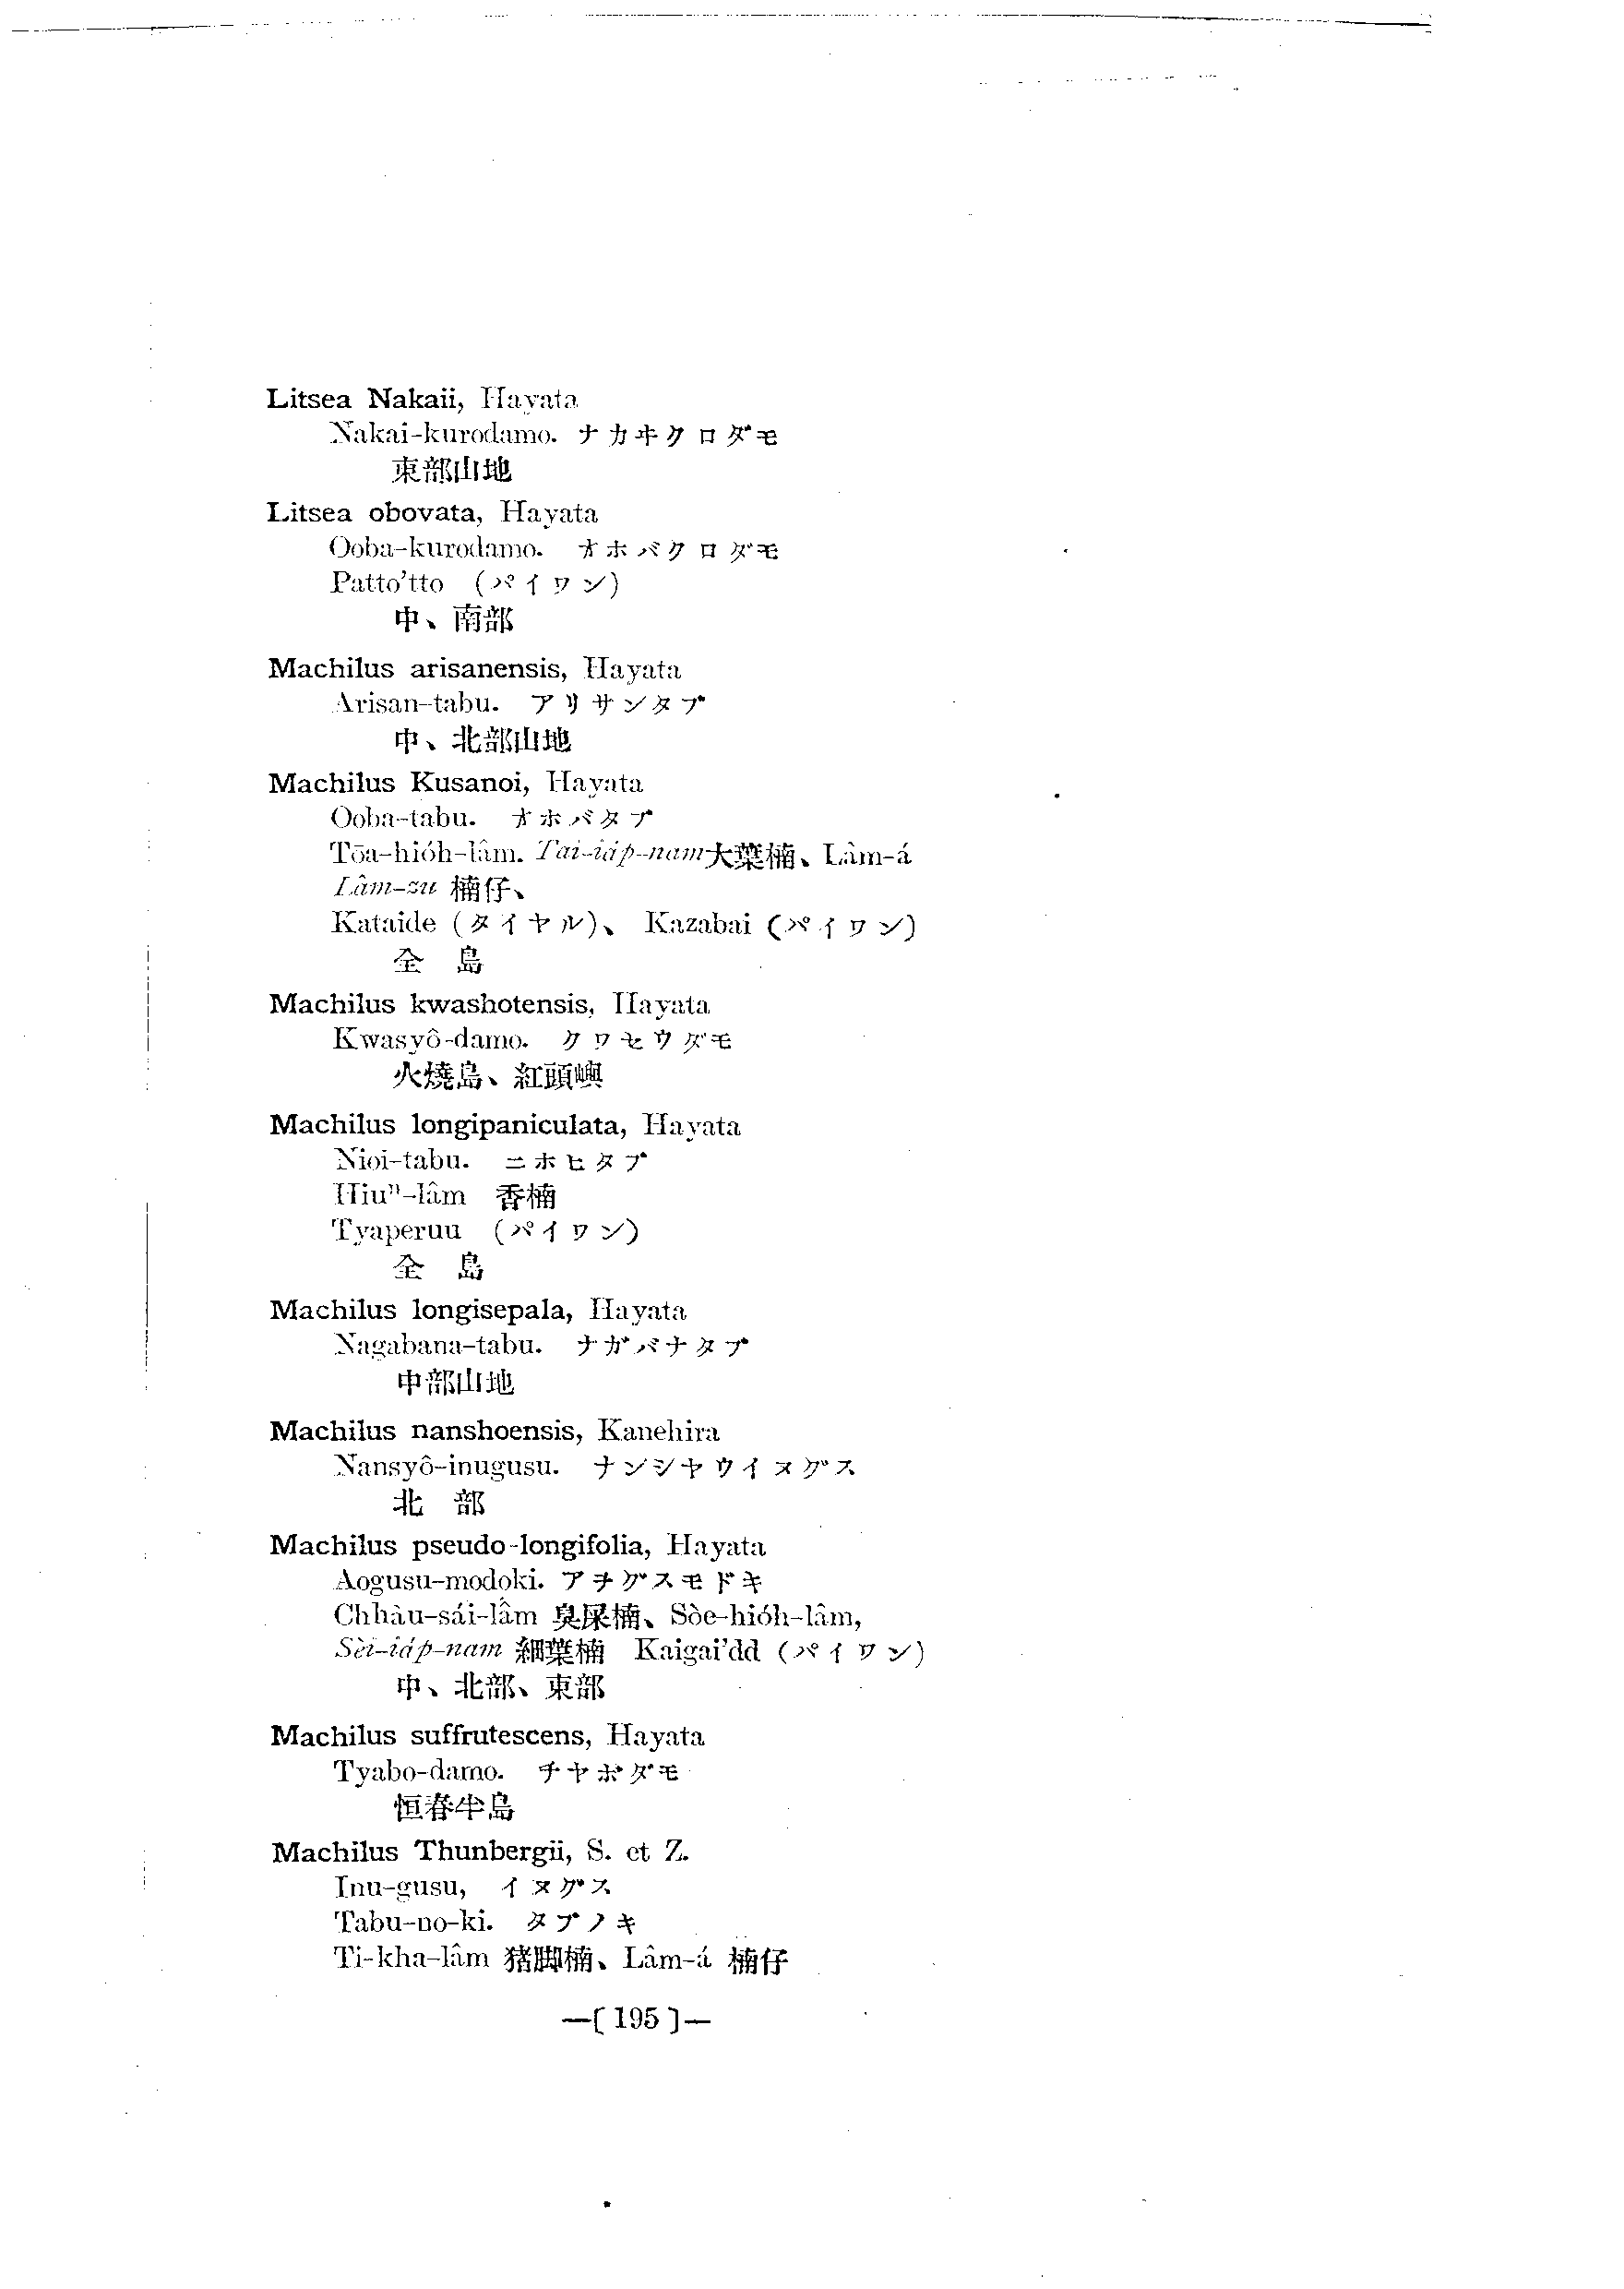 Litsea Nakaii, Hayata
Nakai-kurodamo. ナカヰクロダモ
東部山地
Litsea obovata, Hayata
Ooba-kurodamo. オホバクロダモ
Patto'tto (パイワン)
中、南部
Machilus arisanensis, Hayata
Arisan-tabu. アリサンタブ
中、北部山地
Machilus Kusanoi, Hayata
Ooba-tabu. オホバタブ
Tōa-hióh-lâm. Tai-iáp-nam大葉楠、Lâm-á
Lâm-zu 楠仔、
Kataide (タイヤル)、 Kazabai (パイワン)
全 島
Machilus kwashotensis, Hayata
Kwasyô-damo. クワセウダモ
火燒島、紅頭嶼
Machilus longipaniculata, Hayata
Nioi-tabu. ニホヒタブ
Hiuⁿ-lâm 香楠
Tyaperuu (パイワン)
全 島
Machilus longisepala, Hayata
Nagabana-tabu. ナガバナタブ
中部山地
Machilus nanshoensis, Kanehira
Nansyô-inugusu. ナンシヤウイヌグス
北 部
Machilus pseudo-longifolia, Hayata
Aogusu-modoki. アヲグスモドキ
Chhàu-sái-lâm 臭屎楠、Sòe-hióh-lâm,
Sèi-iáp-nam 細葉楠 Kaigai'dd (パイワン)
中、北部、東部
Machilus suffrutescens, Hayata
Tyabo-damo. チヤボダモ
恒春半島
Machilus Thunbergii, S. et Z.
Inu-gusu, イヌグス
Tabu-no-ki. タブノキ
Ti-kha-lâm 猪脚楠、Lâm-á 楠仔
—[ 195 ]—